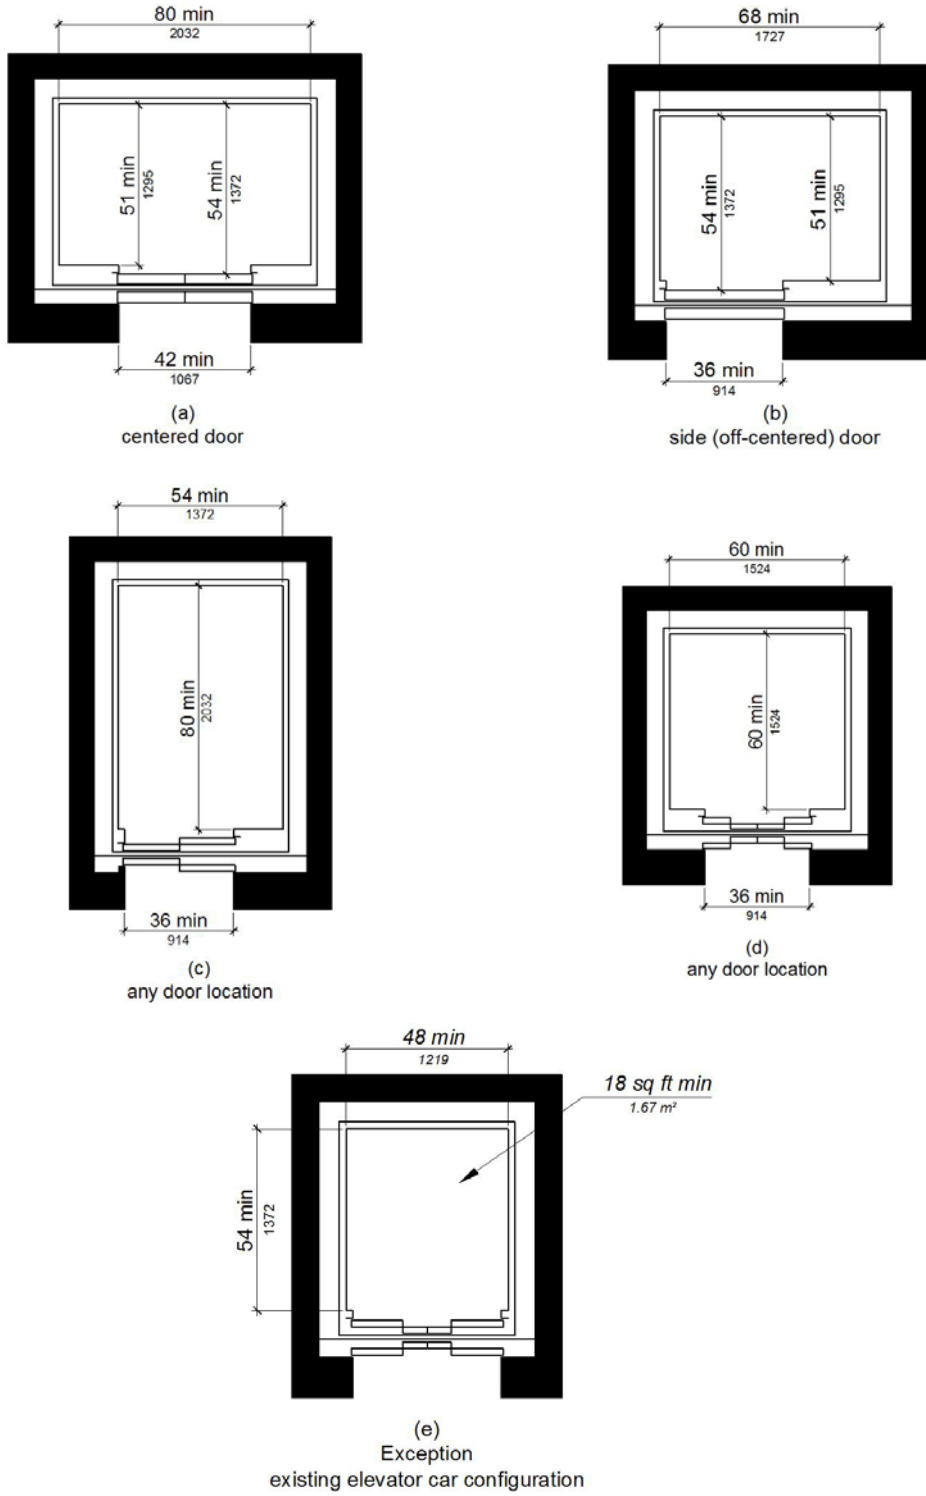 80 min
2032
51 min
1295
54 min
1372
42 min
1067
(a)
centered door
68 min
1727
54 min
1372
51 min
1295
36 min
914
(b)
side (off-centered) door
54 min
1372
80 min
2032
36 min
914
(c)
any door location
60 min
1524
60 min
1524
36 min
914
(d)
any door location
48 min
1219
18 sq ft min
1.67 m²
54 min
1372
(e)
Exception
existing elevator car configuration